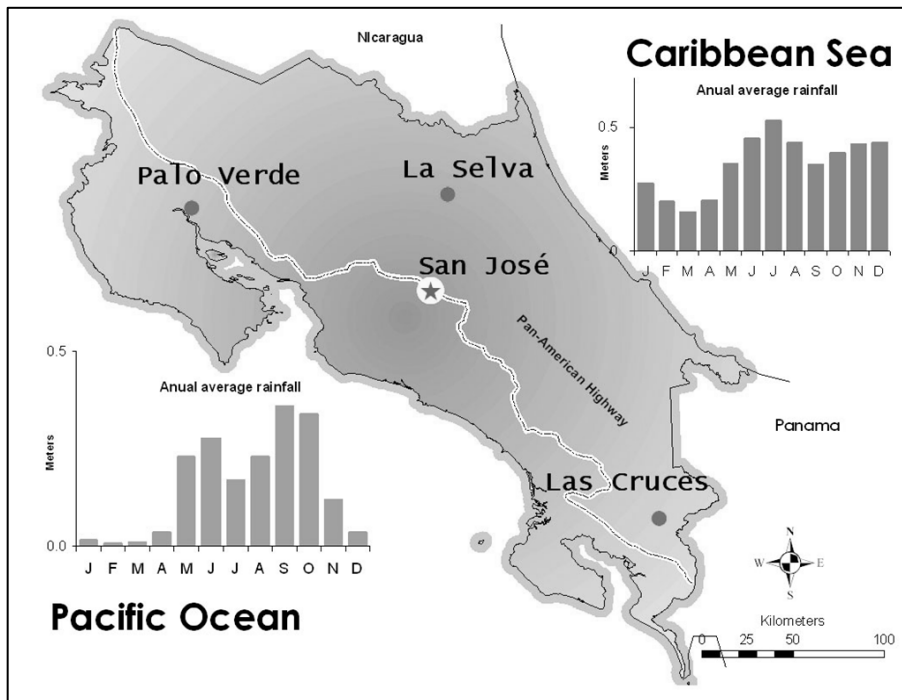 Nicaragua
Caribbean Sea
Anual average rainfall
0.5
Meters
0
J F M A M J J A S O N D
Palo Verde
La Selva
San José
Pan-American Highway
0.5
Anual average rainfall
Meters
0.0
J F M A M J J A S O N D
Pacific Ocean
Panama
Las Cruces
N
W E
S
Kilometers
0 25 50 100